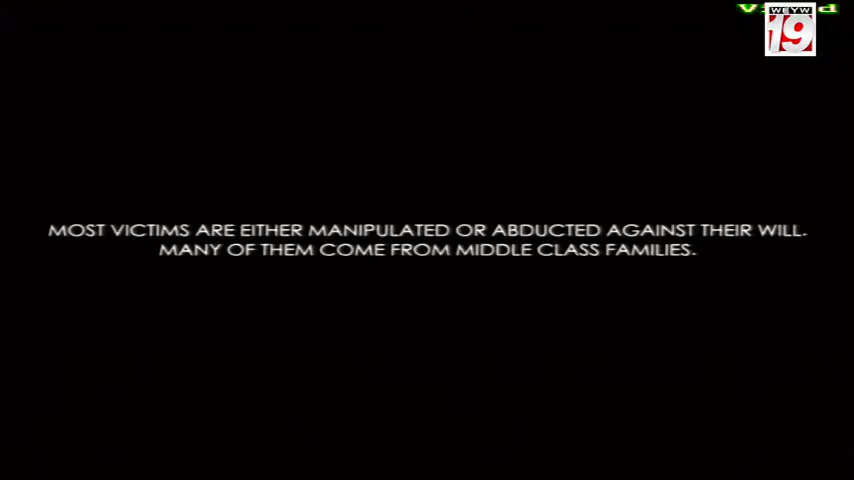 WEYW
19
MOST VICTIMS ARE EITHER MANIPULATED OR ABDUCTED AGAINST THEIR WILL.
MANY OF THEM COME FROM MIDDLE CLASS FAMILIES.